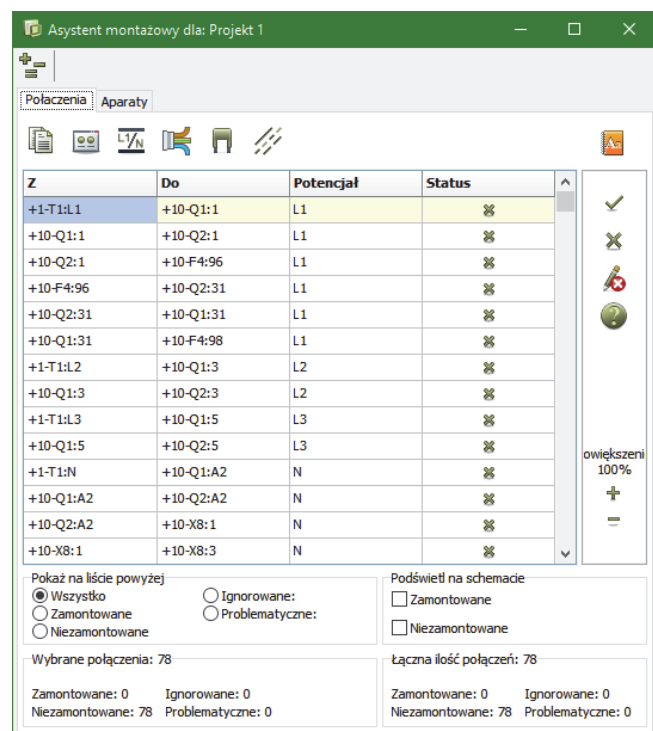 Asystent montażowy dla: Projekt 1
Połaczenia Aparaty
L1/N
Z Do Potencjał Status
+1-T1:L1 +10-Q1:1 L1
+10-Q1:1 +10-Q2:1 L1
+10-Q2:1 +10-F4:96 L1
+10-F4:96 +10-Q2:31 L1
+10-Q2:31 +10-Q1:31 L1
+10-Q1:31 +10-F4:98 L1
+1-T1:L2 +10-Q1:3 L2
+10-Q1:3 +10-Q2:3 L2
+1-T1:L3 +10-Q1:5 L3
+10-Q1:5 +10-Q2:5 L3
+1-T1:N +10-Q1:A2 N
+10-Q1:A2 +10-Q2:A2 N
+10-Q2:A2 +10-X8:1 N
+10-X8:1 +10-X8:3 N
owiększeni
100%
Pokaż na liście powyżej
Wszystko Ignorowane:
Zamontowane Problematyczne:
Niezamontowane
Podświetl na schemacie
Zamontowane
Niezamontowane
Wybrane połączenia: 78
Zamontowane: 0 Ignorowane: 0
Niezamontowane: 78 Problematyczne: 0
Łączna ilość połączeń: 78
Zamontowane: 0 Ignorowane: 0
Niezamontowane: 78 Problematyczne: 0